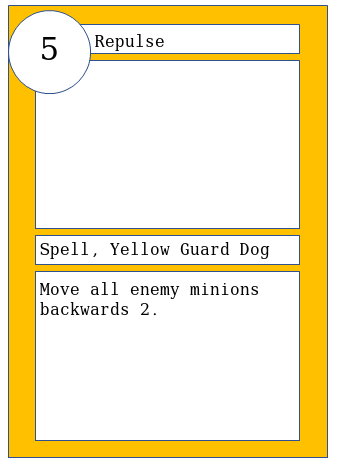 5
Repulse
Spell, Yellow Guard Dog
Move all enemy minions
backwards 2.